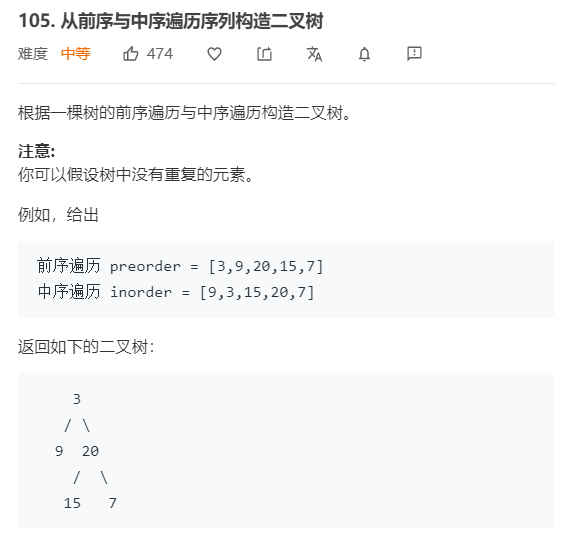 105. 从前序与中序遍历序列构造二叉树
难度 中等 474
根据一棵树的前序遍历与中序遍历构造二叉树。
注意:
你可以假设树中没有重复的元素。
例如，给出
前序遍历 preorder = [3,9,20,15,7]
中序遍历 inorder = [9,3,15,20,7]
返回如下的二叉树：
3
/ \
9 20
/ \
15 7